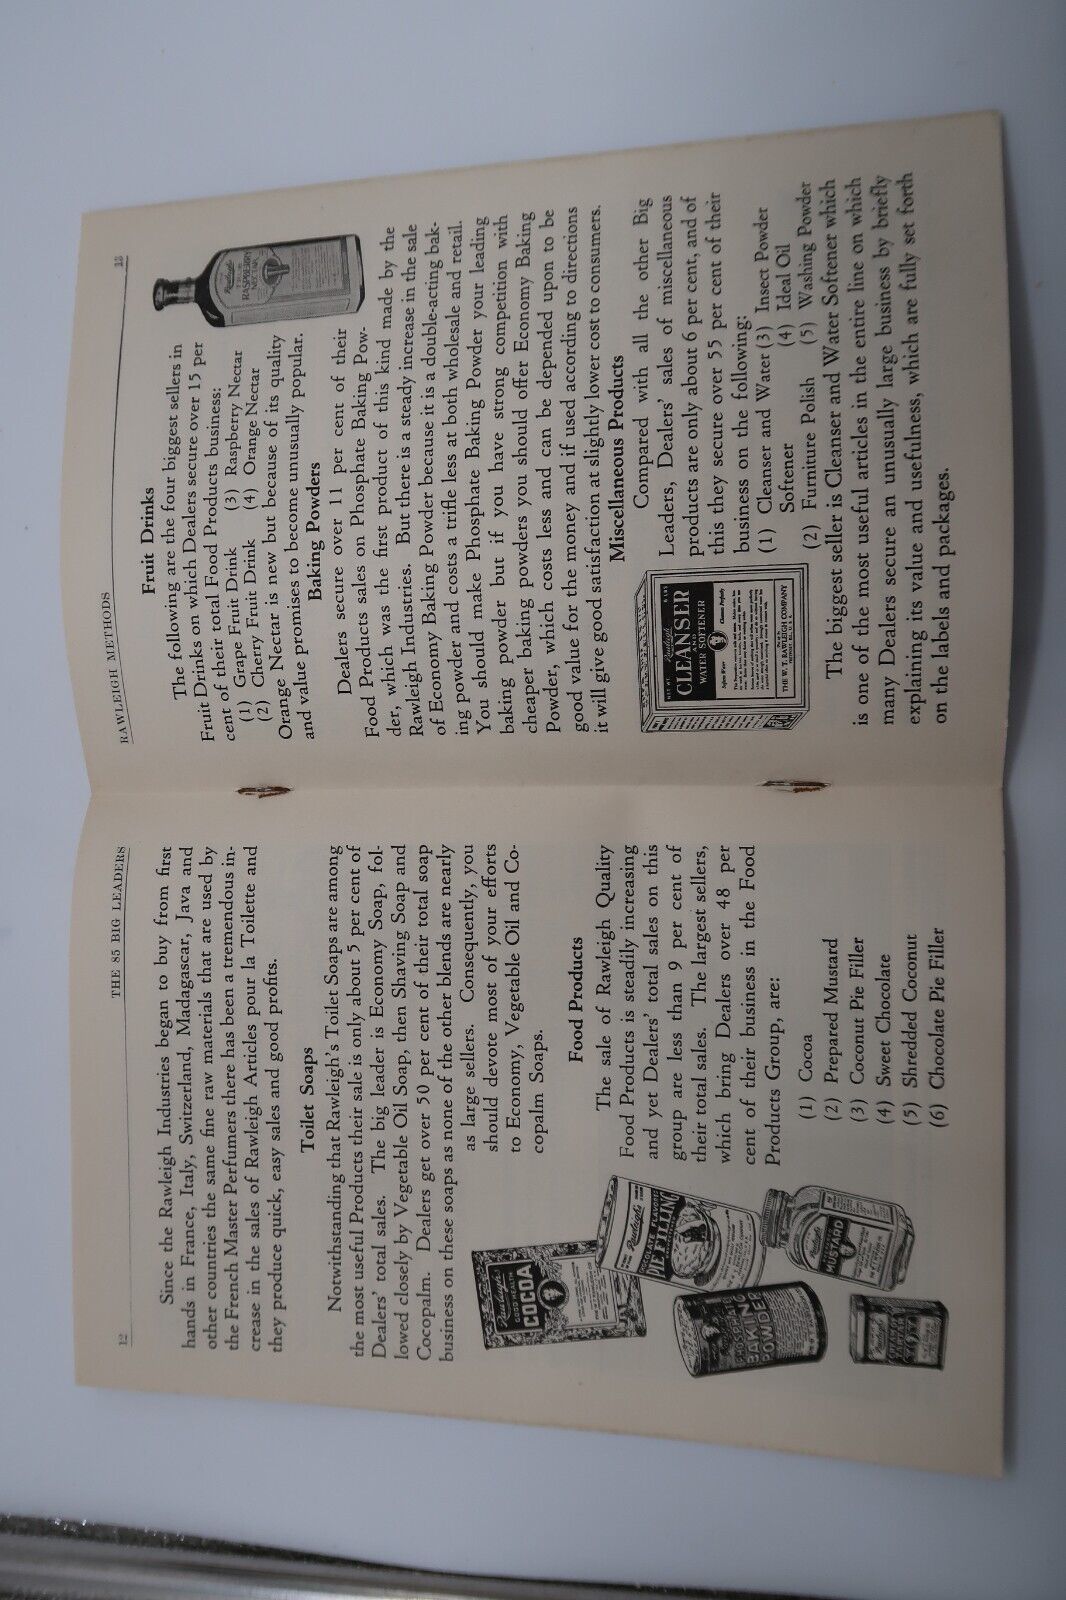 12
THE 85 BIG LEADERS
Since the Rawleigh Industries began to buy from first
hands in France, Italy, Switzerland, Madagascar, Java and
other countries the same fine raw materials that are used by
the French Master Perfumers there has been a tremendous in-
crease in the sales of Rawleigh Articles pour la Toilette and
they produce quick, easy sales and good profits.
Toilet Soaps
Notwithstanding that Rawleigh's Toilet Soaps are among
the most useful Products their sale is only about 5 per cent of
Dealers' total sales. The big leader is Economy Soap, fol-
lowed closely by Vegetable Oil Soap, then Shaving Soap and
Cocopalm. Dealers get over 50 per cent of their total soap
business on these soaps as none of the other blends are nearly
as large sellers. Consequently, you
should devote most of your efforts
to Economy, Vegetable Oil and Co-
copalm Soaps.
Rawleigh's
GOOD HEALTH
COCOA
Rawleigh's
CHOCOLATE FLAVORED
PIE FILLING
PHOSPHATE
BAKING
POWDER
MUSTARD
Food Products
The sale of Rawleigh Quality
Food Products is steadily increasing
and yet Dealers' total sales on this
group are less than 9 per cent of
their total sales. The largest sellers,
which bring Dealers over 48 per
cent of their business in the Food
Products Group, are:
(1) Cocoa
(2) Prepared Mustard
(3) Coconut Pie Filler
(4) Sweet Chocolate
(5) Shredded Coconut
(6) Chocolate Pie Filler
RAWLEIGH METHODS
13
Fruit Drinks
The following are the four biggest sellers in
Fruit Drinks on which Dealers secure over 15 per
cent of their total Food Products business:
(1) Grape Fruit Drink (3) Raspberry Nectar
(2) Cherry Fruit Drink (4) Orange Nectar
Orange Nectar is new but because of its quality
and value promises to become unusually popular.
Rawleigh's
RASPBERRY
NECTAR
Baking Powders
Dealers secure over 11 per cent of their
Food Products sales on Phosphate Baking Pow-
der, which was the first product of this kind made by the
Rawleigh Industries. But there is a steady increase in the sale
of Economy Baking Powder because it is a double-acting bak-
ing powder and costs a trifle less at both wholesale and retail.
You should make Phosphate Baking Powder your leading
baking powder but if you have strong competition with
cheaper baking powders you should offer Economy Baking
Powder, which costs less and can be depended upon to be
good value for the money and if used according to directions
it will give good satisfaction at slightly lower cost to consumers.
Miscellaneous Products
Rawleigh's
CLEANSER
AND
WATER SOFTENER
THE W. T. RAWLEIGH COMPANY
Compared with all the other Big
Leaders, Dealers' sales of miscellaneous
products are only about 6 per cent, and of
this they secure over 55 per cent of their
business on the following:
(1) Cleanser and Water (3) Insect Powder
Softener (4) Ideal Oil
(2) Furniture Polish (5) Washing Powder
The biggest seller is Cleanser and Water Softener which
is one of the most useful articles in the entire line on which
many Dealers secure an unusually large business by briefly
explaining its value and usefulness, which are fully set forth
on the labels and packages.